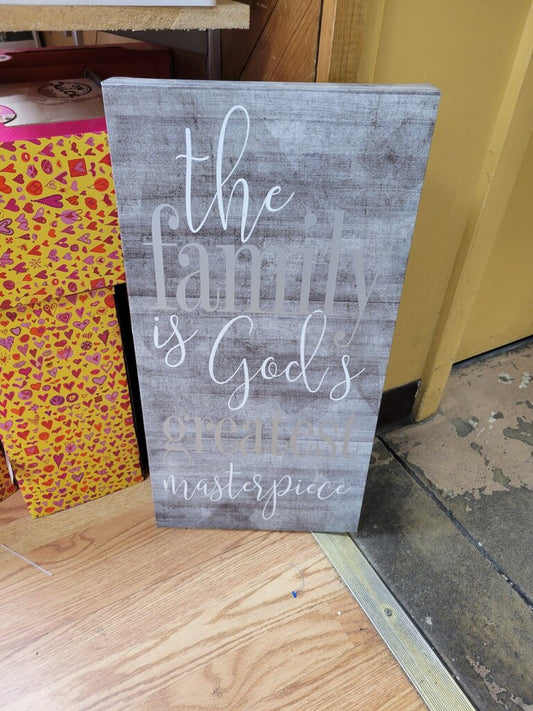 the
family
is God's
greatest
masterpiece